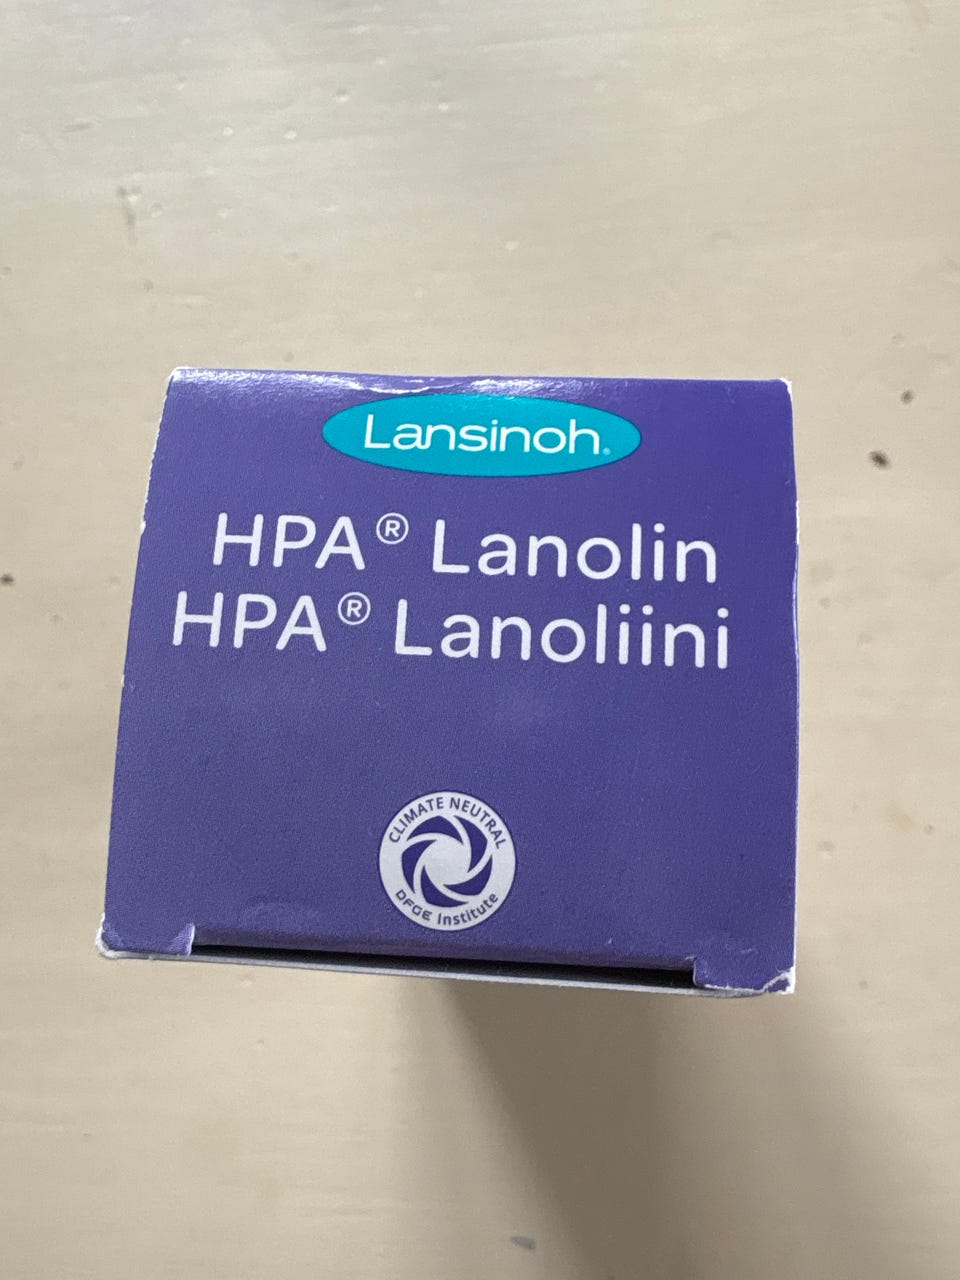 Lansinoh®
HPA® Lanolin
HPA® Lanoliini
CLIMATE NEUTRAL
DFGE Institute